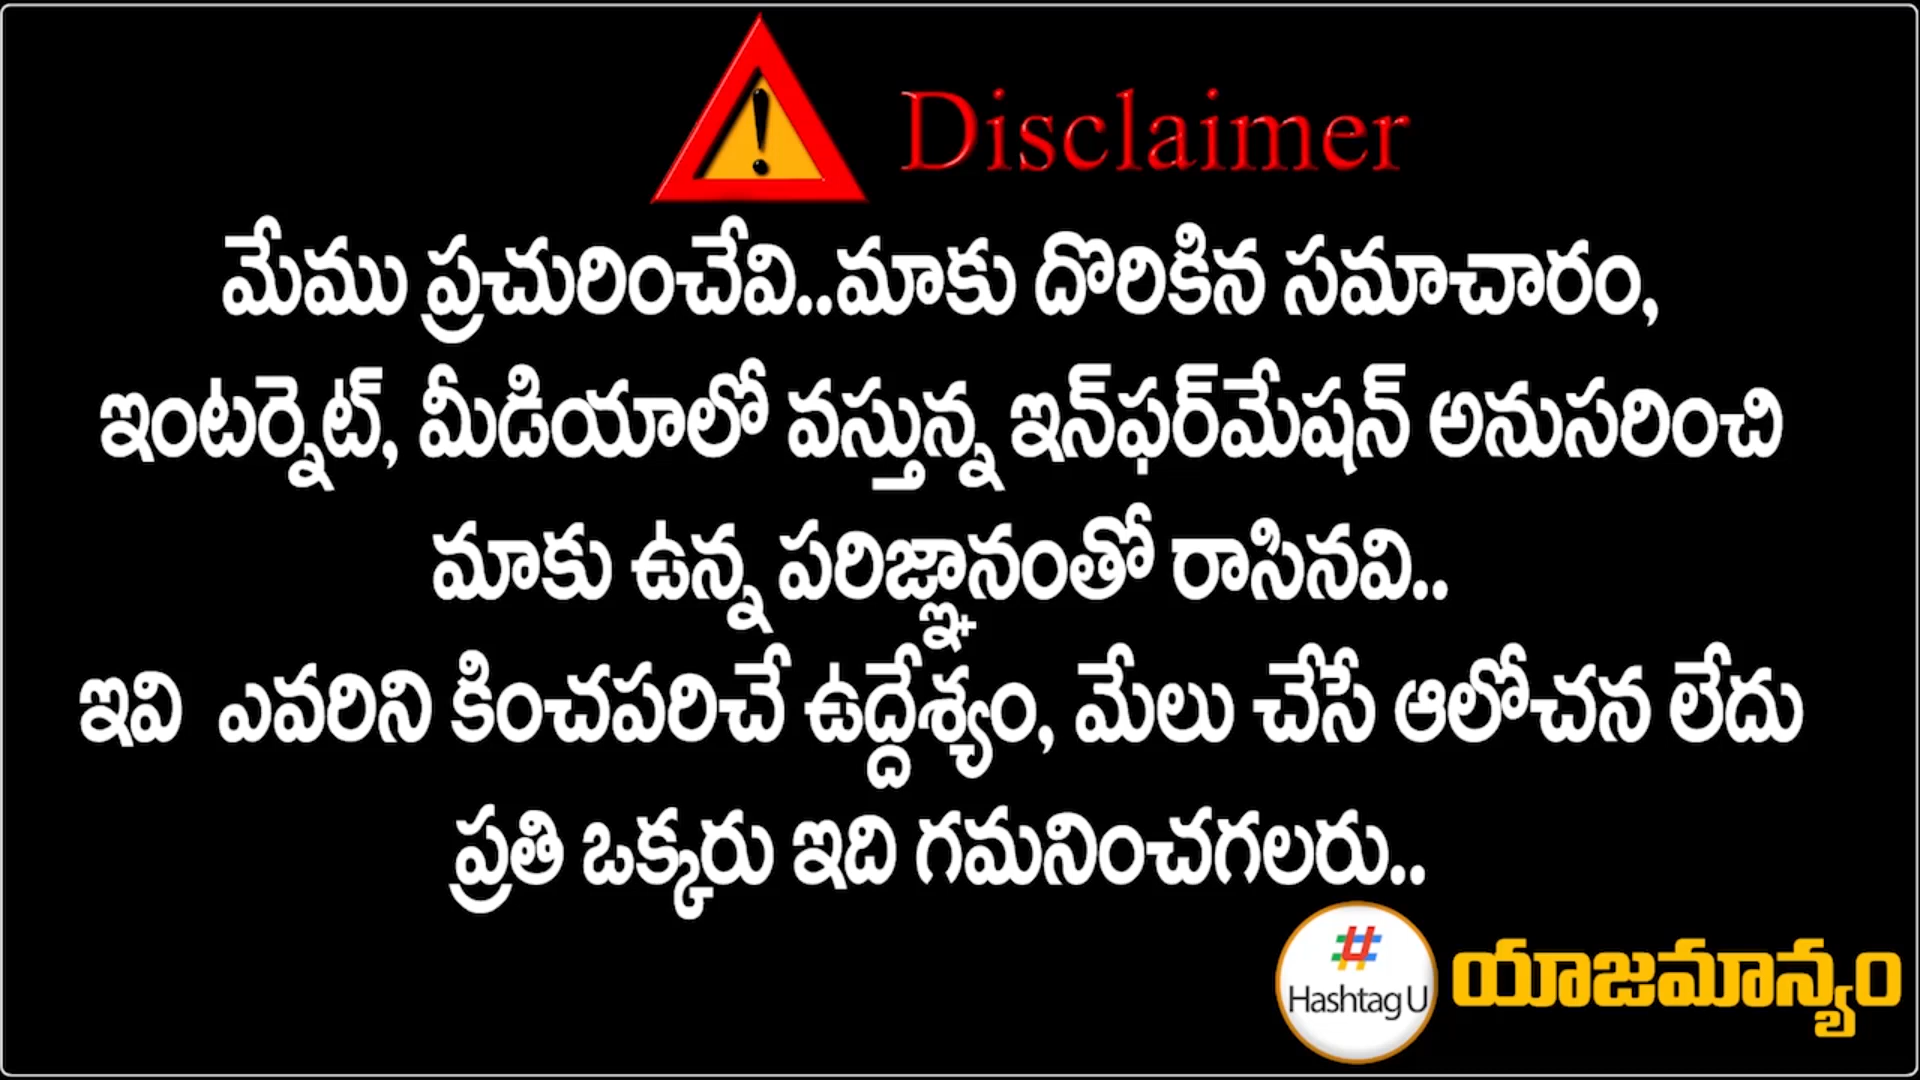 Disclaimer
మేము ప్రచురించేవి..మాకు దొరికిన సమాచారం,
ఇంటర్నెట్, మీడియాలో వస్తున్న ఇన్‌ఫర్‌మేషన్ అనుసరించి
మాకు ఉన్న పరిజ్ఞానంతో రాసినవి..
ఇవి ఎవరిని కించపరిచే ఉద్దేశ్యం, మేలు చేసే ఆలోచన లేదు
ప్రతి ఒక్కరు ఇది గమనించగలరు..
# Hashtag U యాజమాన్యం